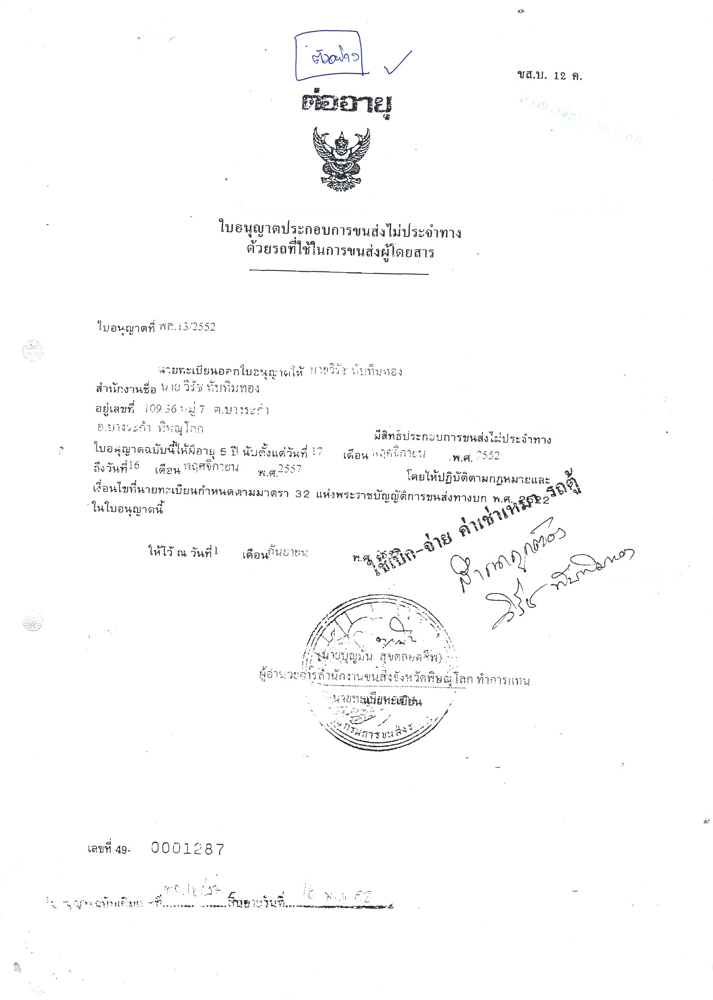 ตัวอย่าง
ขส.บ. 12 ค.
ต่ออายุ
ใบอนุญาตประกอบการขนส่งไม่ประจำทาง
ด้วยรถที่ใช้ในการขนส่งผู้โดยสาร
ใบอนุญาตที่ พล.13/2552
นายทะเบียนออกใบอนุญาตให้ นายวิรัช ทับทิมทอง
สำนักงานชื่อ นาย วิรัช ทับทิมทอง
อยู่เลขที่ 109/36 หมู่ 7 ต.บางระกำ
อ.บางระกำ พิษณุโลก มีสิทธิประกอบการขนส่งไม่ประจำทาง
ใบอนุญาตฉบับนี้ให้มีอายุ 5 ปี นับตั้งแต่วันที่ 17 เดือน พฤศจิกายน พ.ศ. 2552
ถึงวันที่ 16 เดือน พฤศจิกายน พ.ศ. 2557 โดยให้ปฏิบัติตามกฎหมายและ
เงื่อนไขที่นายทะเบียนกำหนดตามมาตรา 32 แห่งพระราชบัญญัติการขนส่งทางบก พ.ศ. 2522
ในใบอนุญาตนี้
ใช้เบิก-จ่าย ค่าเช่าเหมา รถตู้
ให้ไว้ ณ วันที่ 1 เดือน กันยายน พ.ศ.
สำเนาถูกต้อง
วิรัช ทับทิมทอง
(นายบุญมั่น สุขตลอดชีพ)
ผู้อำนวยการสำนักงานขนส่งจังหวัดพิษณุโลก ทำการแทน
นายทะเบียนกลาง
นายทะเบียน
กรมการขนส่ง
เลขที่ 49- 0001287
สิ้นอายุวันที่ 16 พ.ย. 52